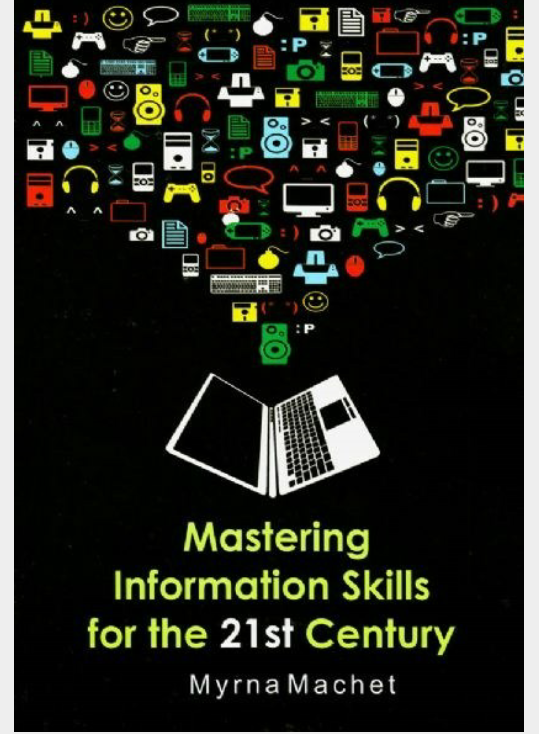 Mastering
Information Skills
for the 21st Century
Myrna Machet